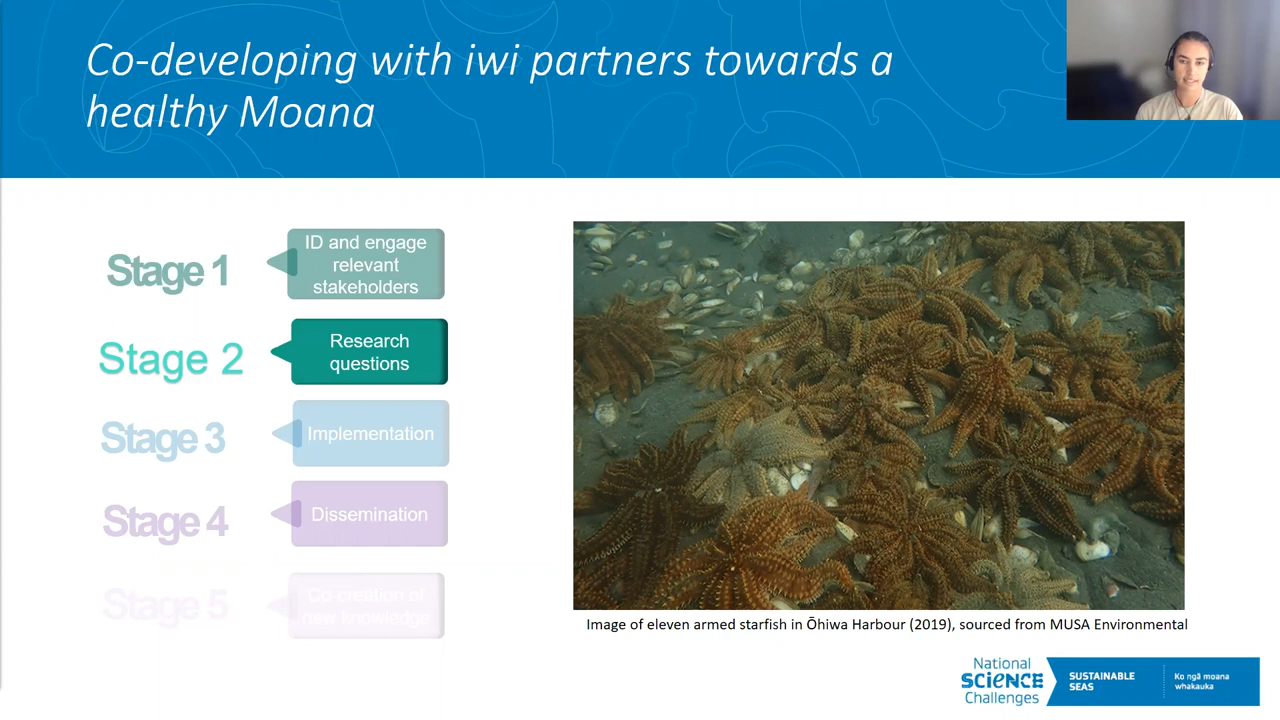 Co-developing with iwi partners towards a
healthy Moana
Stage 1
ID and engage
relevant
stakeholders
Stage 2
Research
questions
Stage 3
Implementation
Stage 4
Dissemination
Stage 5
Co-creation of
new knowledge
Image of eleven armed starfish in Ōhiwa Harbour (2019), sourced from MUSA Environmental
National
SCiENCE
Challenges
SUSTAINABLE
SEAS
Ko ngā moana
whakauka